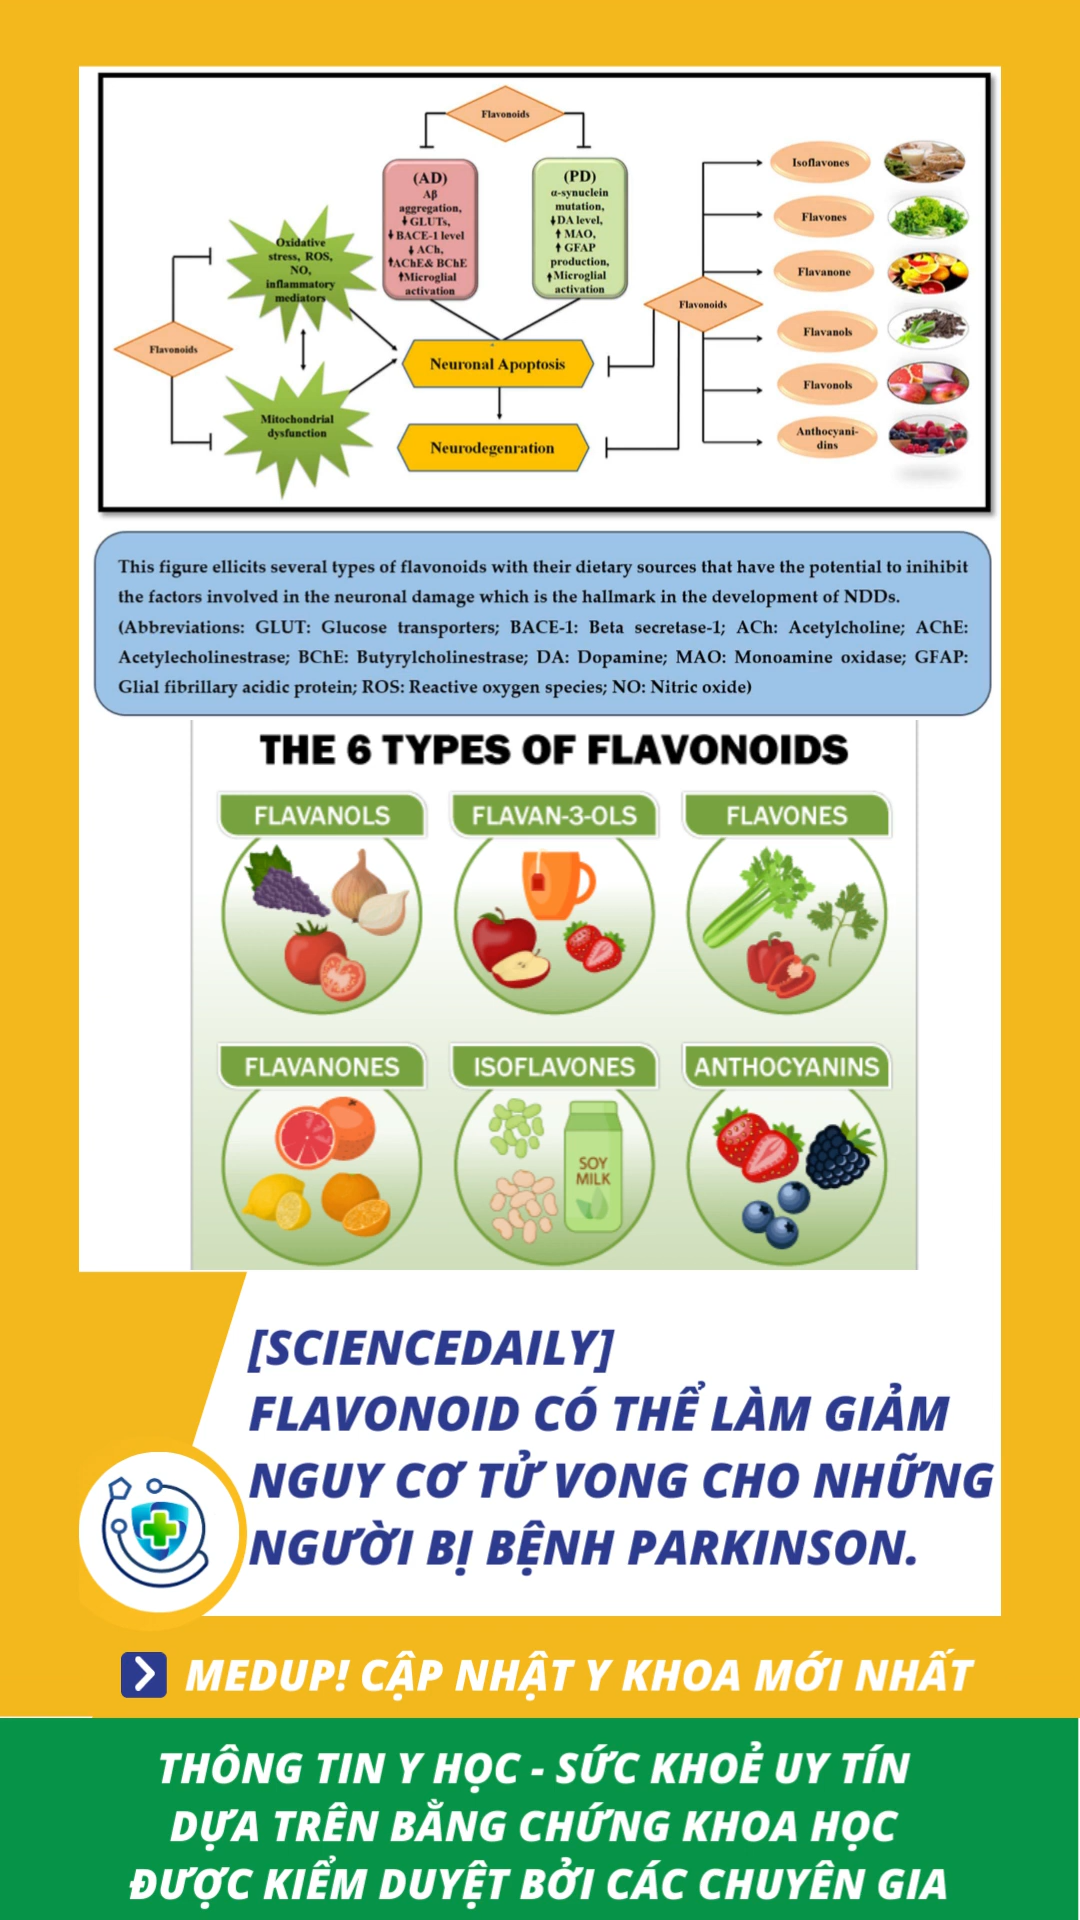 Flavonoids
(AD)
Aβ
aggregation,
↓GLUTs,
↓BACE-1 level
↓ACh,
↑AChE& BChE
↑Microglial
activation
(PD)
α-synuclein
mutation,
↓DA level,
↑ MAO,
↑ GFAP
production,
↑Microglial
activation
Oxidative
stress, ROS,
NO,
inflammatory
mediators
Flavonoids
Mitochondrial
dysfunction
Neuronal Apoptosis
Neurodegenration
Flavonoids
Isoflavones
Flavones
Flavanone
Flavanols
Flavonols
Anthocyani-
dins
This figure ellicits several types of flavonoids with their dietary sources that have the potential to inihibit
the factors involved in the neuronal damage which is the hallmark in the development of NDDs.
(Abbreviations: GLUT: Glucose transporters; BACE-1: Beta secretase-1; ACh: Acetylcholine; AChE:
Acetylecholinestrase; BChE: Butyrylcholinestrase; DA: Dopamine; MAO: Monoamine oxidase; GFAP:
Glial fibrillary acidic protein; ROS: Reactive oxygen species; NO: Nitric oxide)
THE 6 TYPES OF FLAVONOIDS
FLAVANOLS
FLAVAN-3-OLS
FLAVONES
FLAVANONES
ISOFLAVONES
ANTHOCYANINS
SOY
MILK
[SCIENCEDAILY]
FLAVONOID CÓ THỂ LÀM GIẢM
NGUY CƠ TỬ VONG CHO NHỮNG
NGƯỜI BỊ BỆNH PARKINSON.
MEDUP! CẬP NHẬT Y KHOA MỚI NHẤT
THÔNG TIN Y HỌC - SỨC KHOẺ UY TÍN
DỰA TRÊN BẰNG CHỨNG KHOA HỌC
ĐƯỢC KIỂM DUYỆT BỞI CÁC CHUYÊN GIA